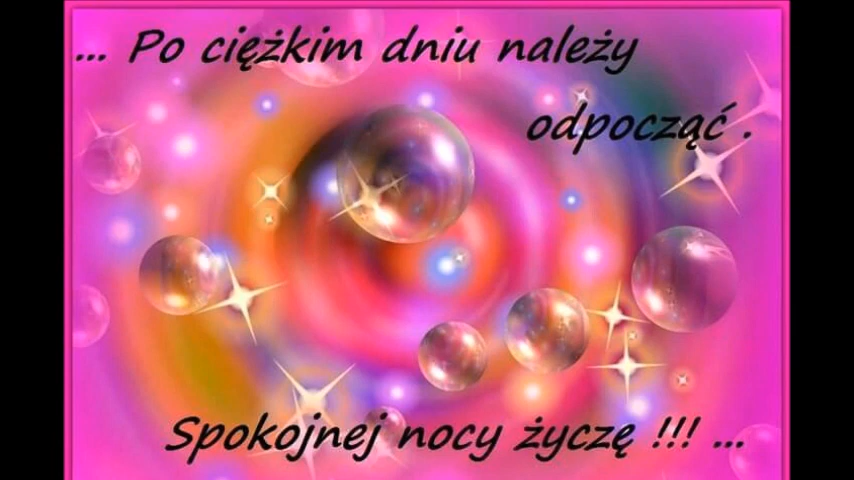 ... Po ciężkim dniu należy
odpocząć .
Spokojnej nocy życzę !!! ...